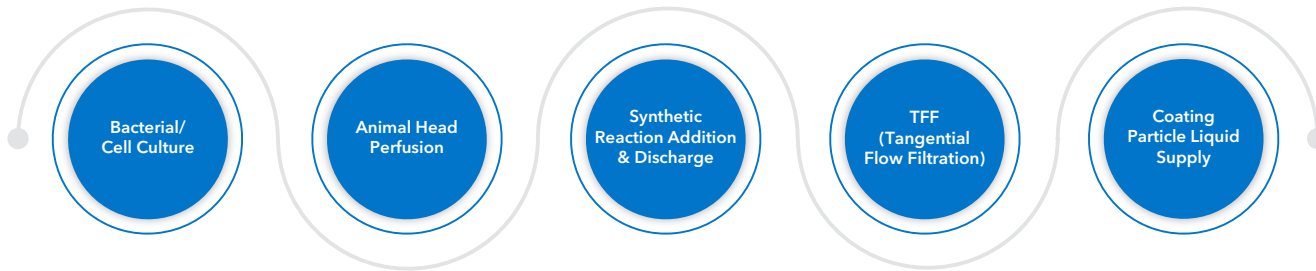 Bacterial/
Cell Culture
Animal Head
Perfusion
Synthetic
Reaction Addition
& Discharge
TFF
(Tangential
Flow Filtration)
Coating
Particle Liquid
Supply